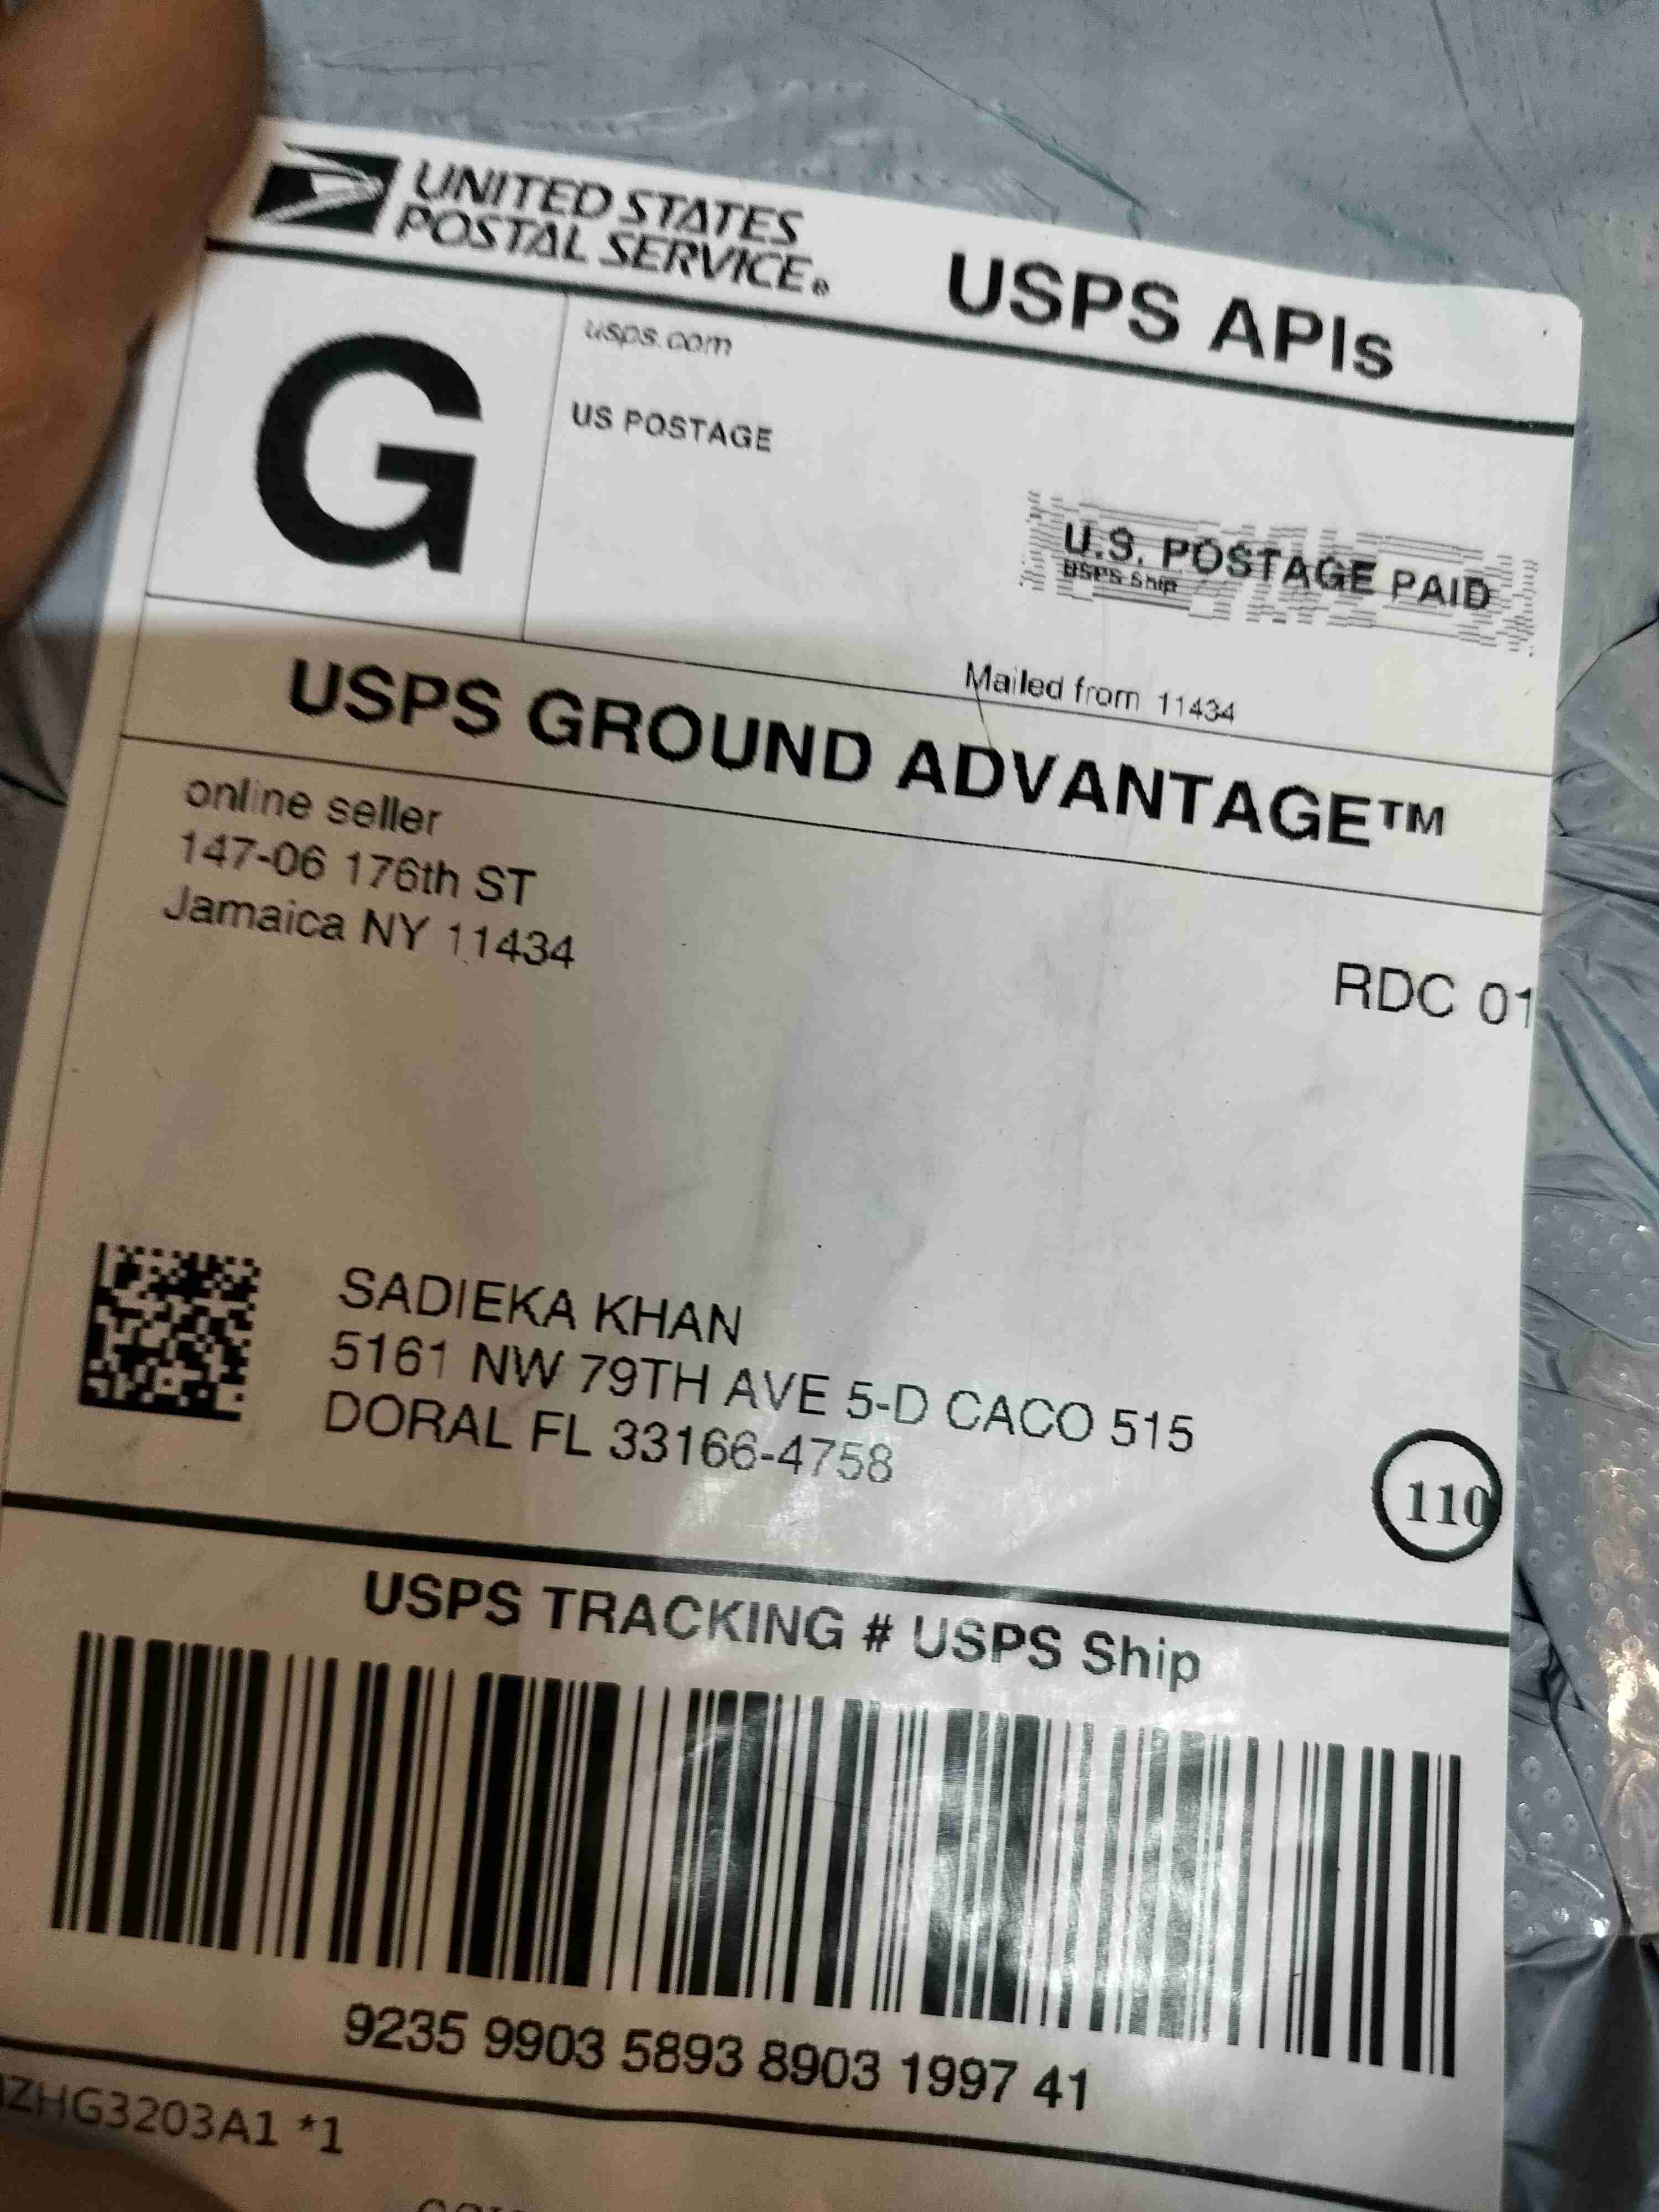 UNITED STATES
POSTAL SERVICE®
USPS APIs
G
usps.com
US POSTAGE
U.S. POSTAGE PAID
USPS Ship
Mailed from 11434
USPS GROUND ADVANTAGE™
online seller
147-06 176th ST
Jamaica NY 11434
RDC 01
SADIEKA KHAN
5161 NW 79TH AVE 5-D CACO 515
DORAL FL 33166-4758
110
USPS TRACKING # USPS Ship
9235 9903 5893 8903 1997 41
ZHG3203A1 *1